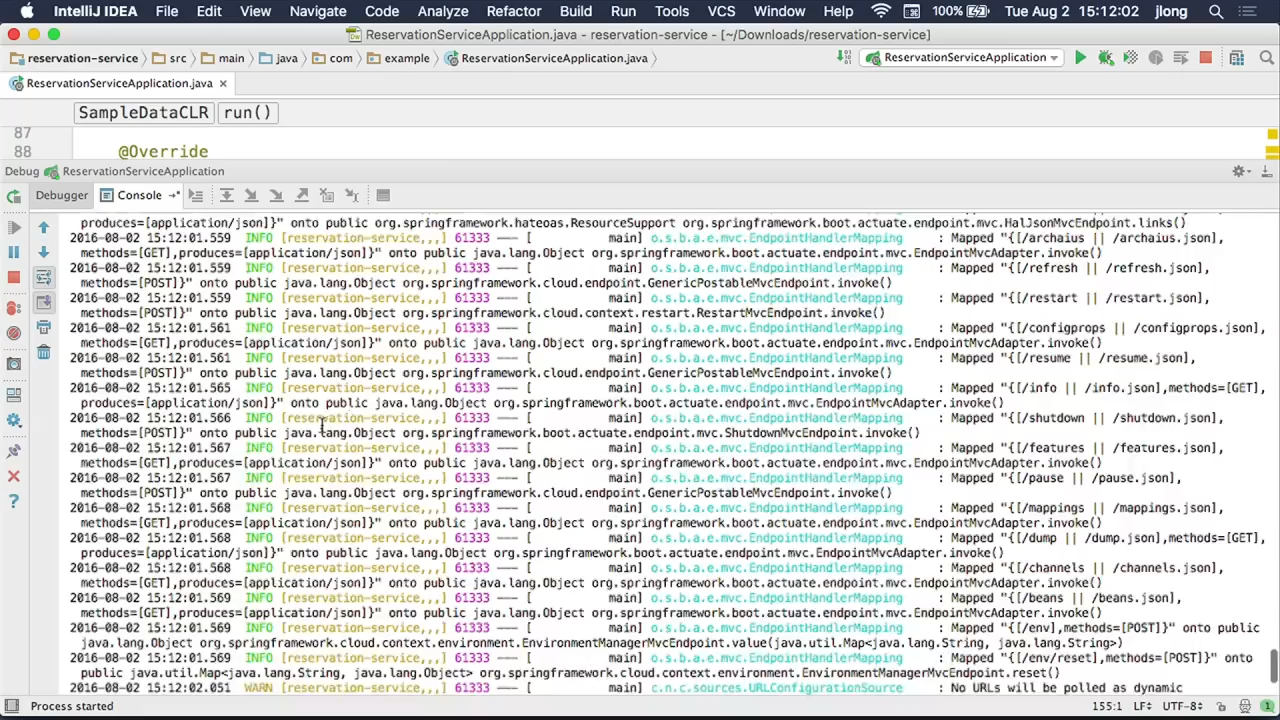 IntelliJ IDEA File Edit View Navigate Code Analyze Refactor Build Run Tools VCS Window Help 100% Tue Aug 2 15:12:02 jlong
ReservationServiceApplication.java - reservation-service - [~/Downloads/reservation-service]
reservation-service src main java com example ReservationServiceApplication.java ReservationServiceApplication
ReservationServiceApplication.java
SampleDataCLR run()
87
88 @Override
Debug ReservationServiceApplication
Debugger Console
produces=[application/json]}" onto public org.springframework.hateoas.ResourceSupport org.springframework.boot.actuate.endpoint.mvc.HalJsonMvcEndpoint.links()
2016-08-02 15:12:01.559 INFO [reservation-service,,,] 61333 --- [ main] o.s.b.a.e.mvc.EndpointHandlerMapping : Mapped "{[/archaius || /archaius.json],
methods=[GET],produces=[application/json]}" onto public java.lang.Object org.springframework.boot.actuate.endpoint.mvc.EndpointMvcAdapter.invoke()
2016-08-02 15:12:01.559 INFO [reservation-service,,,] 61333 --- [ main] o.s.b.a.e.mvc.EndpointHandlerMapping : Mapped "{[/refresh || /refresh.json],
methods=[POST]}" onto public java.lang.Object org.springframework.cloud.endpoint.GenericPostableMvcEndpoint.invoke()
2016-08-02 15:12:01.559 INFO [reservation-service,,,] 61333 --- [ main] o.s.b.a.e.mvc.EndpointHandlerMapping : Mapped "{[/restart || /restart.json],
methods=[POST]}" onto public java.lang.Object org.springframework.cloud.context.restart.RestartMvcEndpoint.invoke()
2016-08-02 15:12:01.561 INFO [reservation-service,,,] 61333 --- [ main] o.s.b.a.e.mvc.EndpointHandlerMapping : Mapped "{[/configprops || /configprops.json],
methods=[GET],produces=[application/json]}" onto public java.lang.Object org.springframework.boot.actuate.endpoint.mvc.EndpointMvcAdapter.invoke()
2016-08-02 15:12:01.561 INFO [reservation-service,,,] 61333 --- [ main] o.s.b.a.e.mvc.EndpointHandlerMapping : Mapped "{[/resume || /resume.json],
methods=[POST]}" onto public java.lang.Object org.springframework.cloud.endpoint.GenericPostableMvcEndpoint.invoke()
2016-08-02 15:12:01.565 INFO [reservation-service,,,] 61333 --- [ main] o.s.b.a.e.mvc.EndpointHandlerMapping : Mapped "{[/info || /info.json],methods=[GET],
produces=[application/json]}" onto public java.lang.Object org.springframework.boot.actuate.endpoint.mvc.EndpointMvcAdapter.invoke()
2016-08-02 15:12:01.566 INFO [reservation-service,,,] 61333 --- [ main] o.s.b.a.e.mvc.EndpointHandlerMapping : Mapped "{[/shutdown || /shutdown.json],
methods=[POST]}" onto public java.lang.Object org.springframework.boot.actuate.endpoint.mvc.ShutdownMvcEndpoint.invoke()
2016-08-02 15:12:01.567 INFO [reservation-service,,,] 61333 --- [ main] o.s.b.a.e.mvc.EndpointHandlerMapping : Mapped "{[/features || /features.json],
methods=[GET],produces=[application/json]}" onto public java.lang.Object org.springframework.boot.actuate.endpoint.mvc.EndpointMvcAdapter.invoke()
2016-08-02 15:12:01.567 INFO [reservation-service,,,] 61333 --- [ main] o.s.b.a.e.mvc.EndpointHandlerMapping : Mapped "{[/pause || /pause.json],
methods=[POST]}" onto public java.lang.Object org.springframework.cloud.endpoint.GenericPostableMvcEndpoint.invoke()
2016-08-02 15:12:01.568 INFO [reservation-service,,,] 61333 --- [ main] o.s.b.a.e.mvc.EndpointHandlerMapping : Mapped "{[/mappings || /mappings.json],
methods=[GET],produces=[application/json]}" onto public java.lang.Object org.springframework.boot.actuate.endpoint.mvc.EndpointMvcAdapter.invoke()
2016-08-02 15:12:01.568 INFO [reservation-service,,,] 61333 --- [ main] o.s.b.a.e.mvc.EndpointHandlerMapping : Mapped "{[/dump || /dump.json],methods=[GET],
produces=[application/json]}" onto public java.lang.Object org.springframework.boot.actuate.endpoint.mvc.EndpointMvcAdapter.invoke()
2016-08-02 15:12:01.568 INFO [reservation-service,,,] 61333 --- [ main] o.s.b.a.e.mvc.EndpointHandlerMapping : Mapped "{[/channels || /channels.json],
methods=[GET],produces=[application/json]}" onto public java.lang.Object org.springframework.boot.actuate.endpoint.mvc.EndpointMvcAdapter.invoke()
2016-08-02 15:12:01.569 INFO [reservation-service,,,] 61333 --- [ main] o.s.b.a.e.mvc.EndpointHandlerMapping : Mapped "{[/beans || /beans.json],
methods=[GET],produces=[application/json]}" onto public java.lang.Object org.springframework.boot.actuate.endpoint.mvc.EndpointMvcAdapter.invoke()
2016-08-02 15:12:01.569 INFO [reservation-service,,,] 61333 --- [ main] o.s.b.a.e.mvc.EndpointHandlerMapping : Mapped "{[/env],methods=[POST]}" onto public
java.lang.Object org.springframework.cloud.context.environment.EnvironmentManagerMvcEndpoint.value(java.util.Map<java.lang.String, java.lang.String>)
2016-08-02 15:12:01.569 INFO [reservation-service,,,] 61333 --- [ main] o.s.b.a.e.mvc.EndpointHandlerMapping : Mapped "{[/env/reset],methods=[POST]}" onto
public java.util.Map<java.lang.String, java.lang.Object> org.springframework.cloud.context.environment.EnvironmentManagerMvcEndpoint.reset()
2016-08-02 15:12:02.051 WARN [reservation-service,,,] 61333 --- [ main] c.n.c.sources.URLConfigurationSource : No URLs will be polled as dynamic
Process started 155:1 LF UTF-8 1